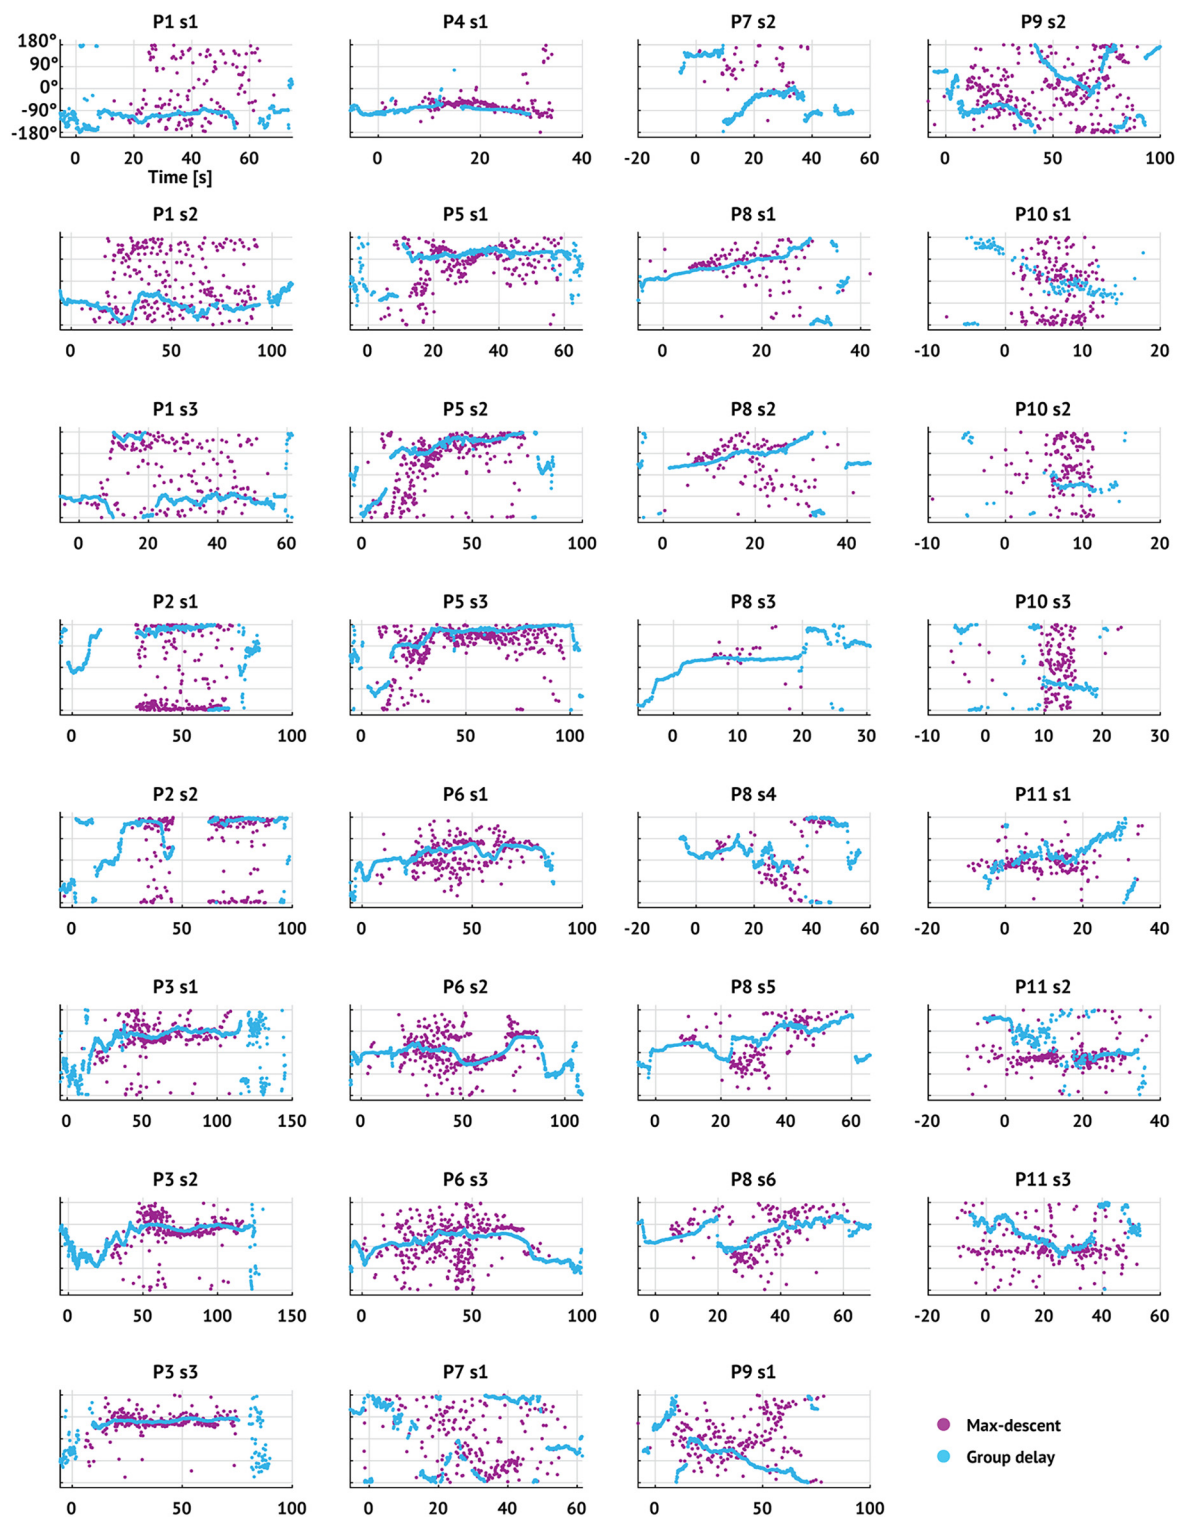 P1 s1 P4 s1 P7 s2 P9 s2
180°
90°
0°
-90°
-180°
0 20 40 60 0 20 40 -20 0 20 40 60 0 50 100
Time [s]
P1 s2 P5 s1 P8 s1 P10 s1
0 50 100 0 20 40 60 0 20 40 -10 0 10 20
P1 s3 P5 s2 P8 s2 P10 s2
0 20 40 60 0 50 100 0 20 40 -10 0 10 20
P2 s1 P5 s3 P8 s3 P10 s3
0 50 100 0 50 100 0 10 20 30 -10 0 10 20 30
P2 s2 P6 s1 P8 s4 P11 s1
0 50 100 0 50 100 -20 0 20 40 60 -20 0 20 40
P3 s1 P6 s2 P8 s5 P11 s2
0 50 100 150 0 50 100 0 20 40 60 -20 0 20 40
P3 s2 P6 s3 P8 s6 P11 s3
0 50 100 150 0 50 100 0 20 40 60 -20 0 20 40 60
P3 s3 P7 s1 P9 s1
0 50 100 0 20 40 60 0 50 100
Max-descent
Group delay